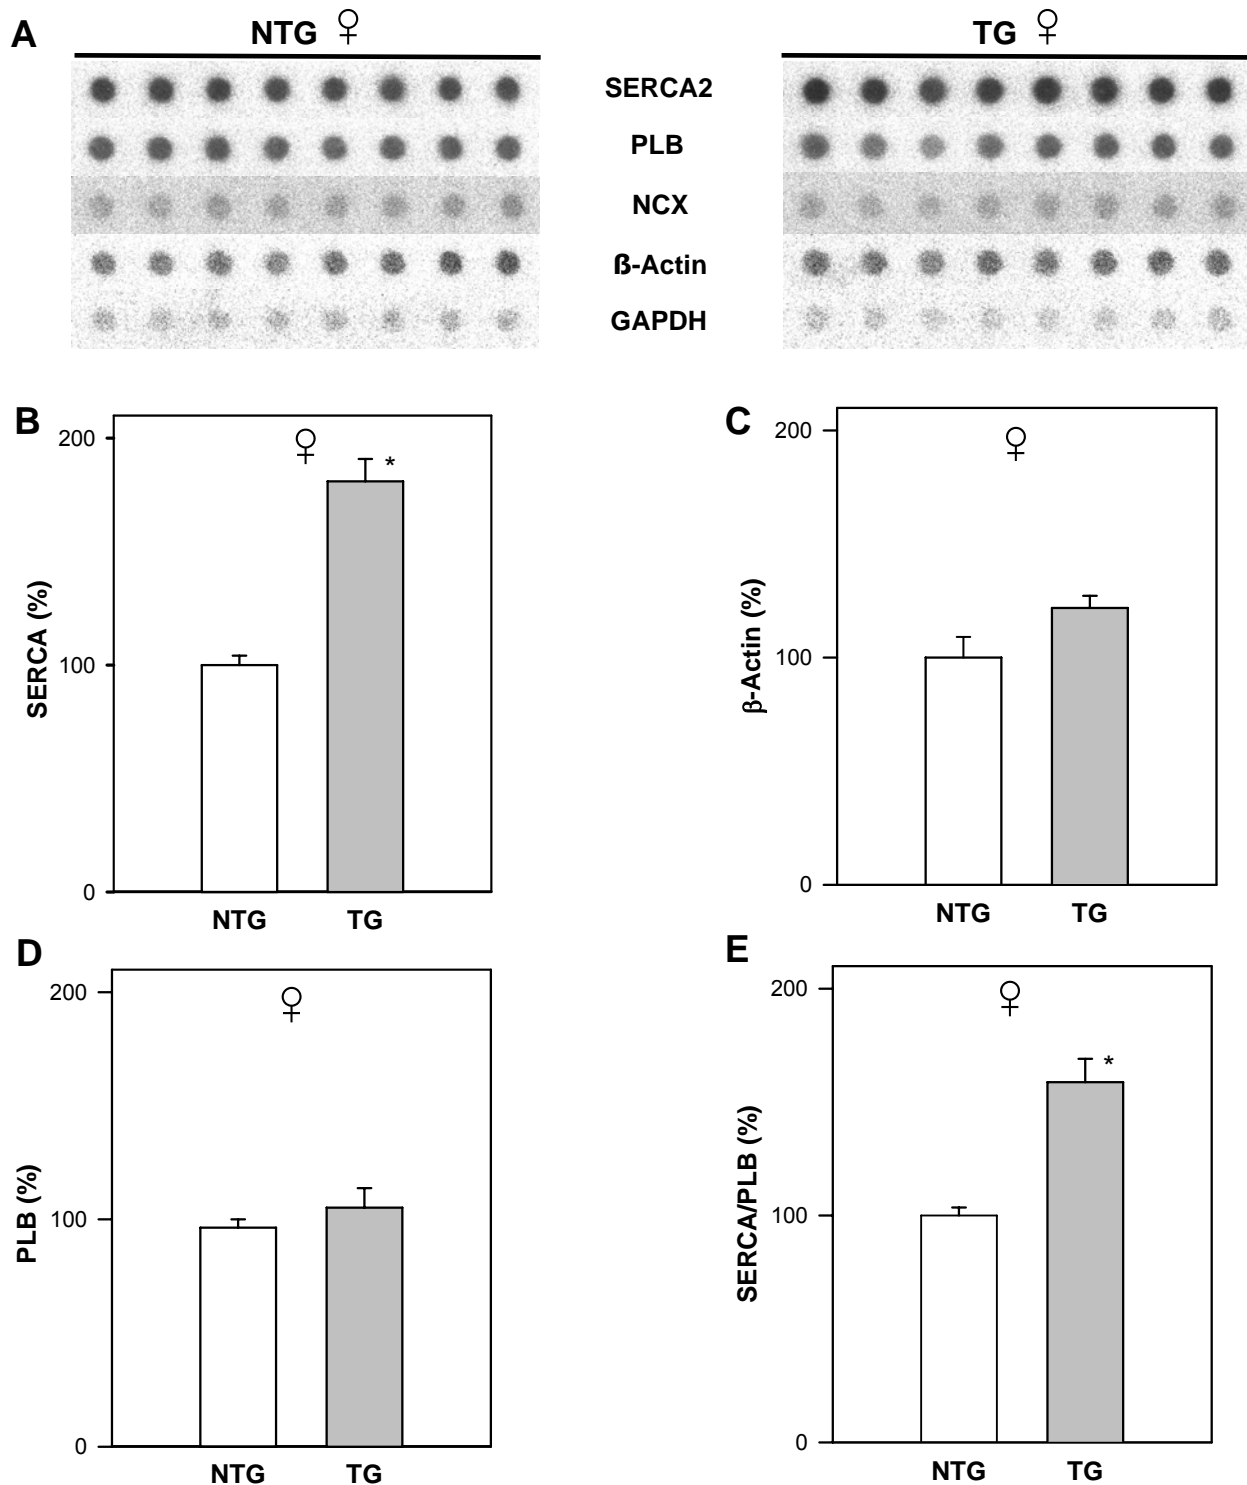 A
NTG ♀
TG ♀
SERCA2
PLB
NCX
ß-Actin
GAPDH
B
200
100
0
SERCA (%)
♀
*
NTG TG
C
200
100
0
β-Actin (%)
♀
NTG TG
D
200
100
0
PLB (%)
♀
NTG TG
E
200
100
0
SERCA/PLB (%)
♀
*
NTG TG